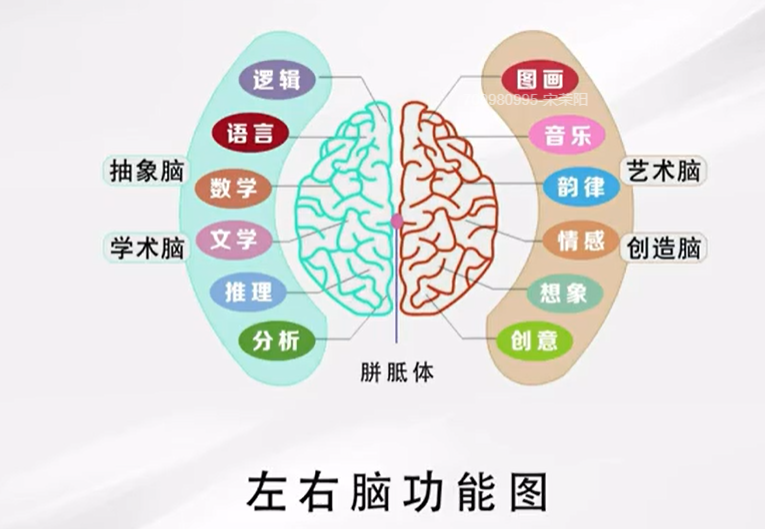 逻辑
语言
数学
文学
推理
分析
抽象脑
学术脑
图画
980995-宋荣阳
音乐
韵律
情感
想象
创意
艺术脑
创造脑
胼胝体
左右脑功能图